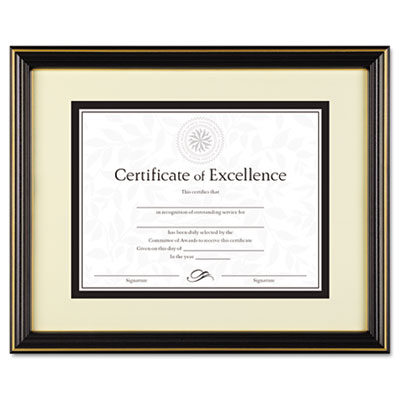 Certificate of Excellence
This certifies that
in recognition of outstanding service for
has been duly selected by the
Committee of Awards to receive this certificate
Given on this day of
In the year
Signature Signature